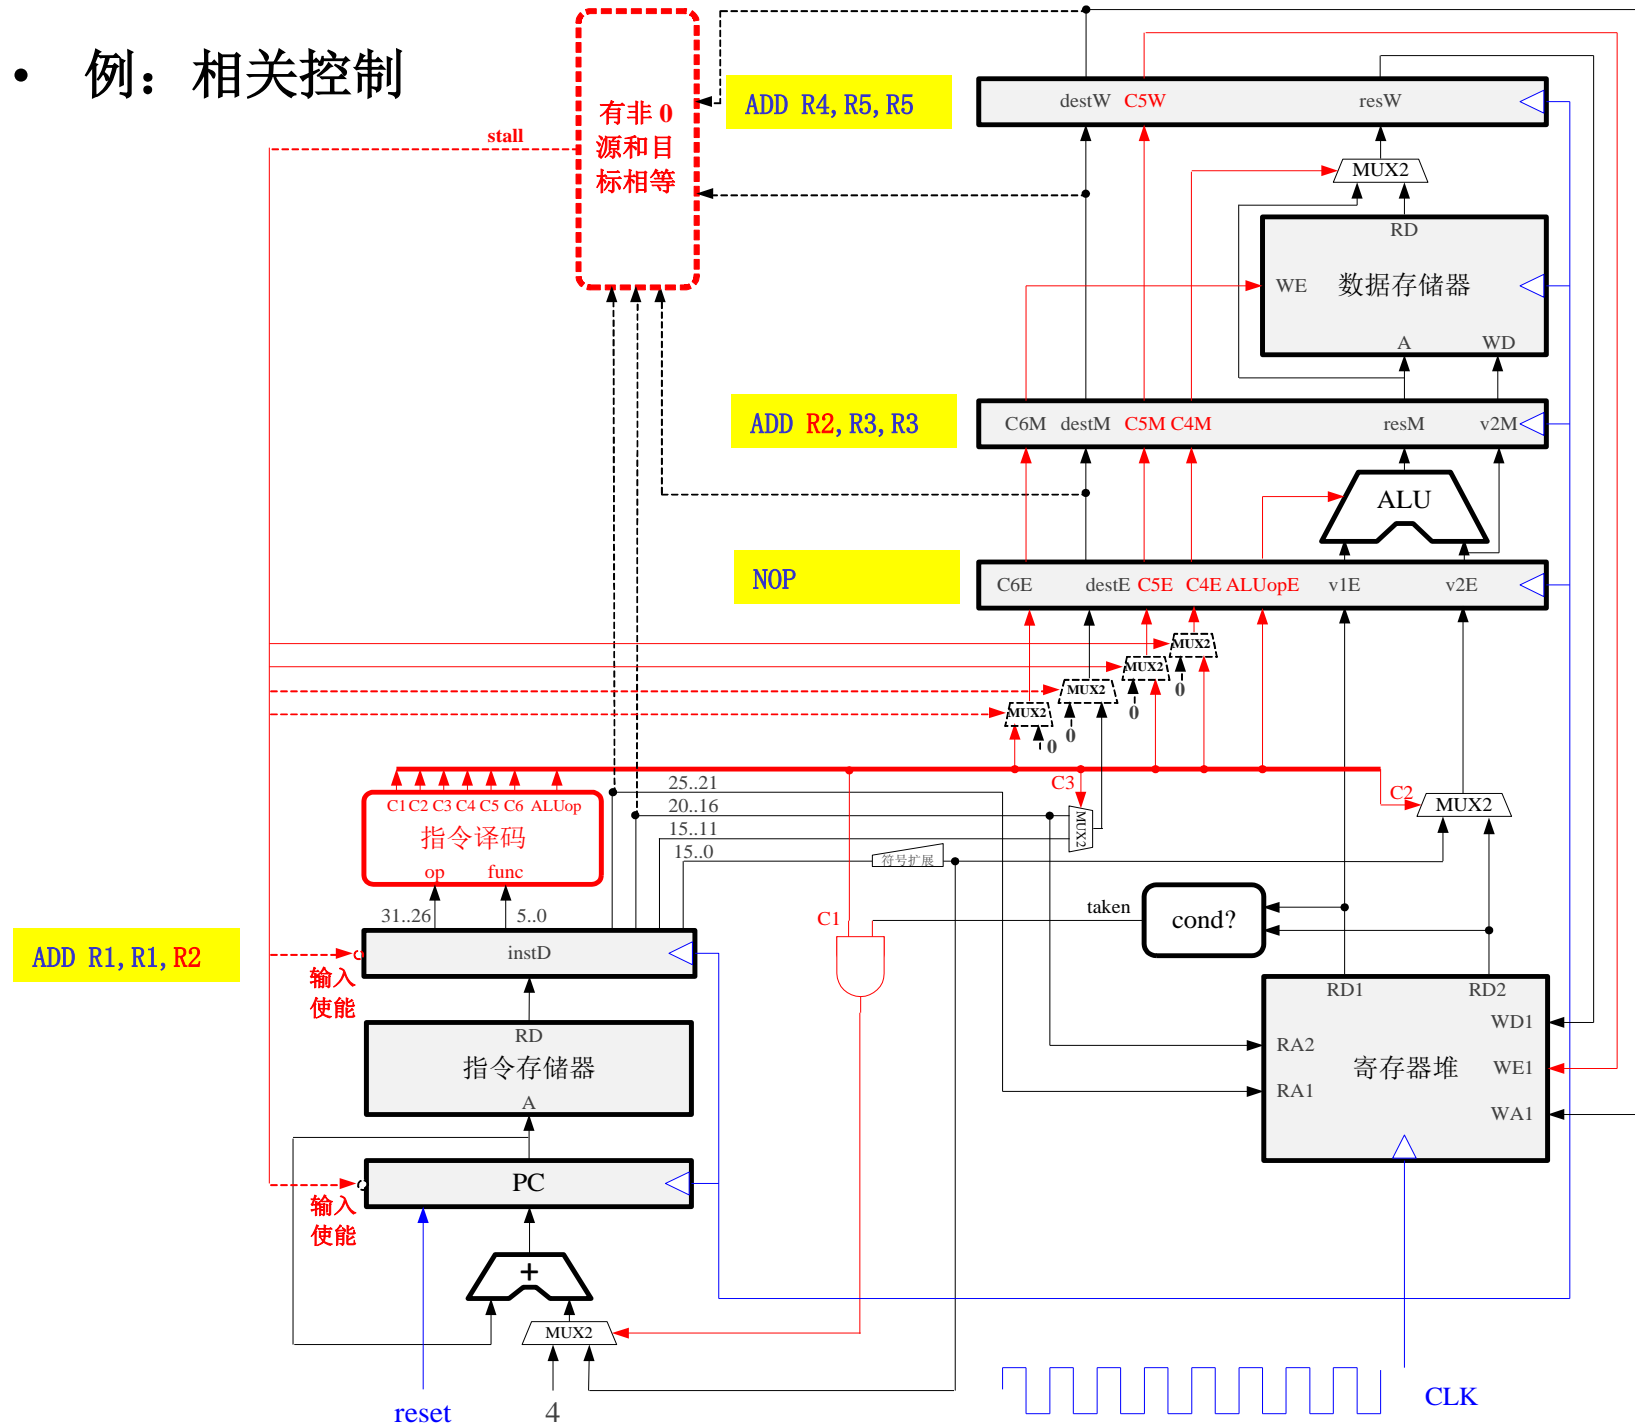 • 例：相关控制
有非 0
源和目
标相等
stall
ADD R4, R5, R5
destW C5W resW
MUX2
RD
WE 数据存储器
A WD
ADD R2, R3, R3
C6M destM C5M C4M resM v2M
ALU
NOP
C6E destE C5E C4E ALUopE v1E v2E
MUX2
0
MUX2
0
MUX2
0
MUX2
0
C1 C2 C3 C4 C5 C6 ALUop
指令译码
op func
31..26 5..0
25..21
20..16
15..11
15..0
符号扩展
C3
MUX2
C2
MUX2
taken
cond?
C1
ADD R1, R1, R2
instD
输入
使能
RD
指令存储器
A
RD1 RD2
WD1
RA2
寄存器堆
WE1
RA1
WA1
PC
输入
使能
+
MUX2
reset
4
CLK